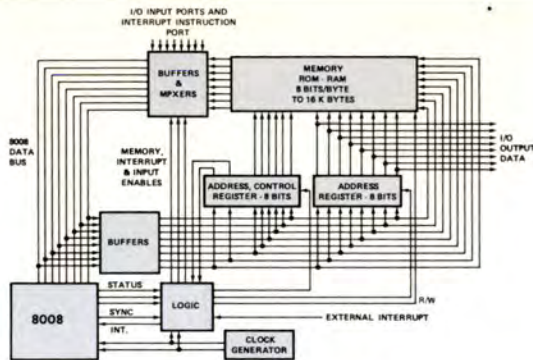 I/O INPUT PORTS AND
INTERRUPT INSTRUCTION
PORT
BUFFERS
&
MPXERS
MEMORY
ROM - RAM
8 BITS/BYTE
TO 16 K BYTES
8008
DATA
BUS
I/O
OUTPUT
DATA
MEMORY,
INTERRUPT
& INPUT
ENABLES
ADDRESS, CONTROL
REGISTER - 8 BITS
ADDRESS
REGISTER - 8 BITS
BUFFERS
STATUS
LOGIC
R/W
8008
SYNC
EXTERNAL INTERRUPT
INT.
CLOCK
GENERATOR